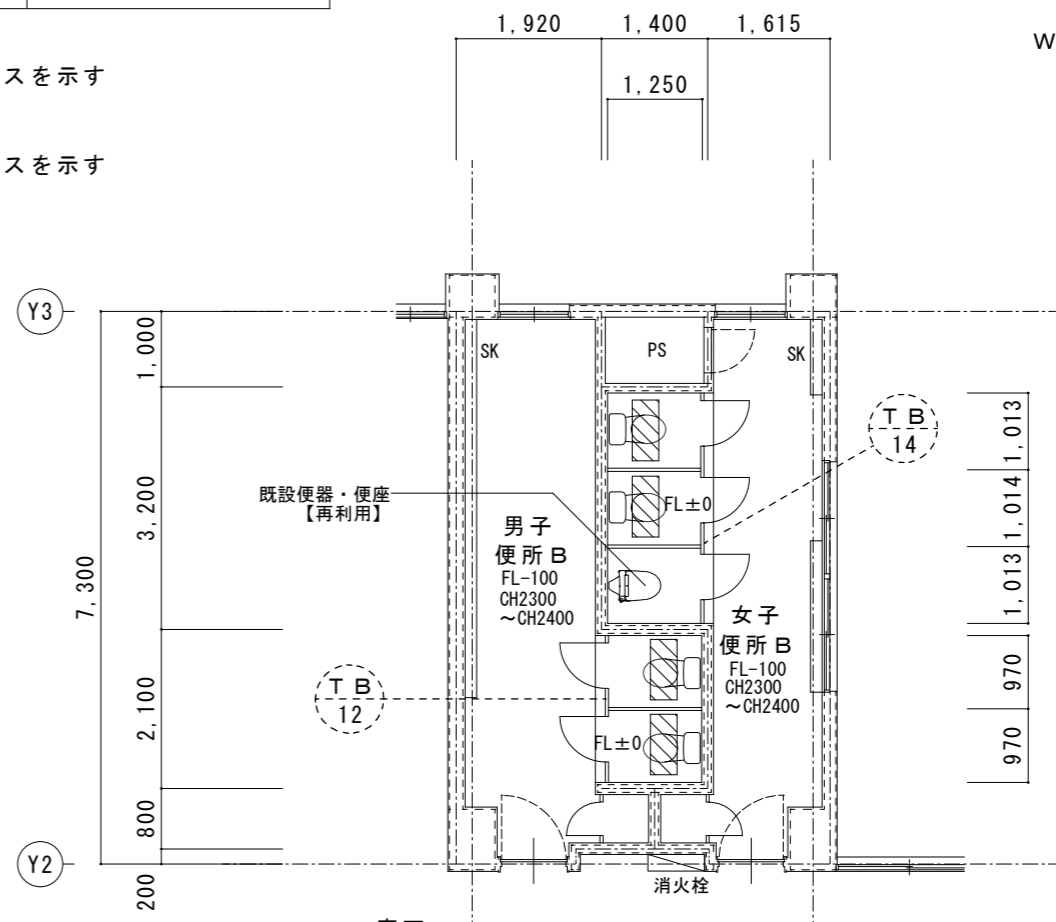 1,920
1,400
1,615
W
スを示す
1,250
スを示す
Y3
1,000
SK
PS
SK
T B
14
1,013
3,200
既設便器・便座
【再利用】
FL±0
1,014
男子
便所B
FL-100
CH2300
～CH2400
7,300
1,013
女子
便所B
FL-100
CH2300
～CH2400
T B
12
970
2,100
FL±0
970
800
Y2
200
消火栓